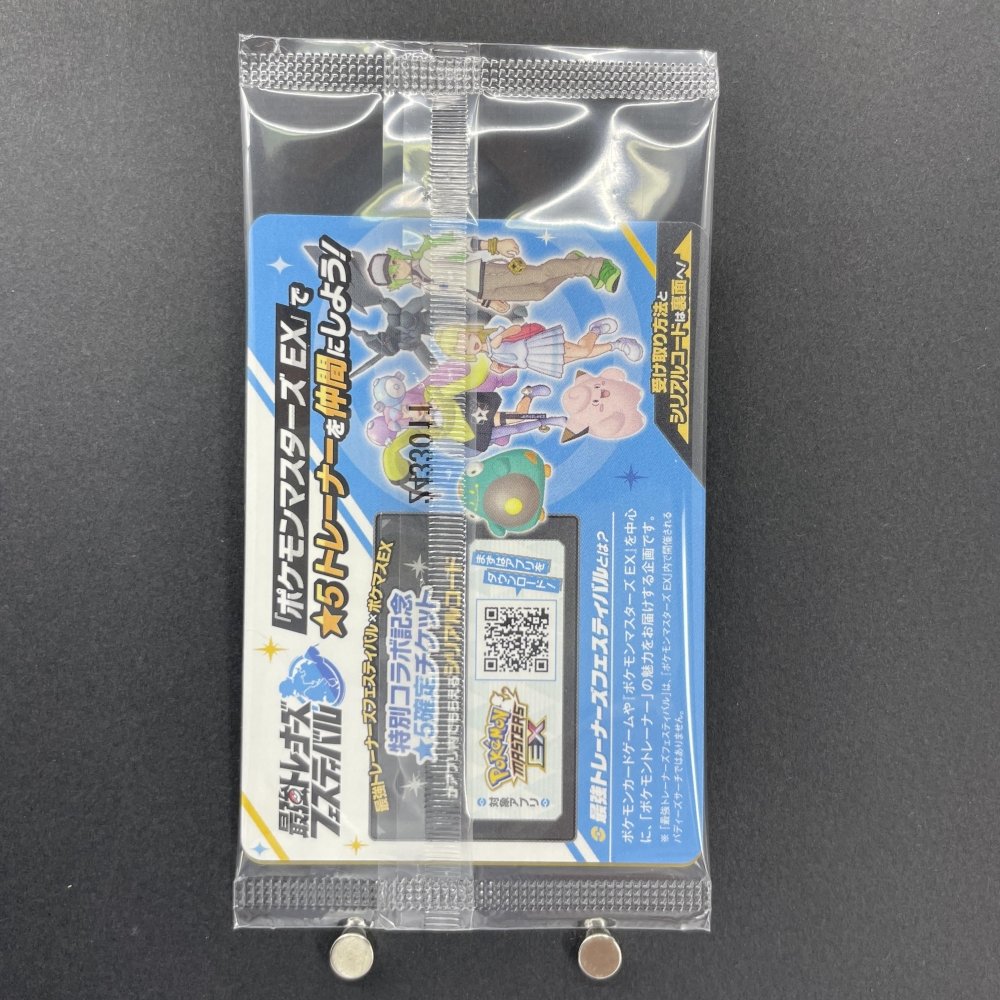 「ポケモンマスターズ EX」で
★5トレーナーを仲間にしよう!
最強トレーナーズ
フェスティバル
最強トレーナーズフェスティバル×ポケマスEX
特別コラボ記念
★5確定チケット
がアプリ内でもらえるシリアルコード
まずはアプリを
ダウンロード!
POKÉMON
MASTERS
EX
対象アプリ
受け取り方法と
シリアルコードは裏面へ!
最強トレーナーズフェスティバルとは?
ポケモンカードゲームや『ポケモンマスターズ EX』を中心
に、「ポケモントレーナー」の魅力をお届けする企画です。
※「最強トレーナーズフェスティバル」は、『ポケモンマスターズ EX』内で開催される
バディーズサーチではありません。